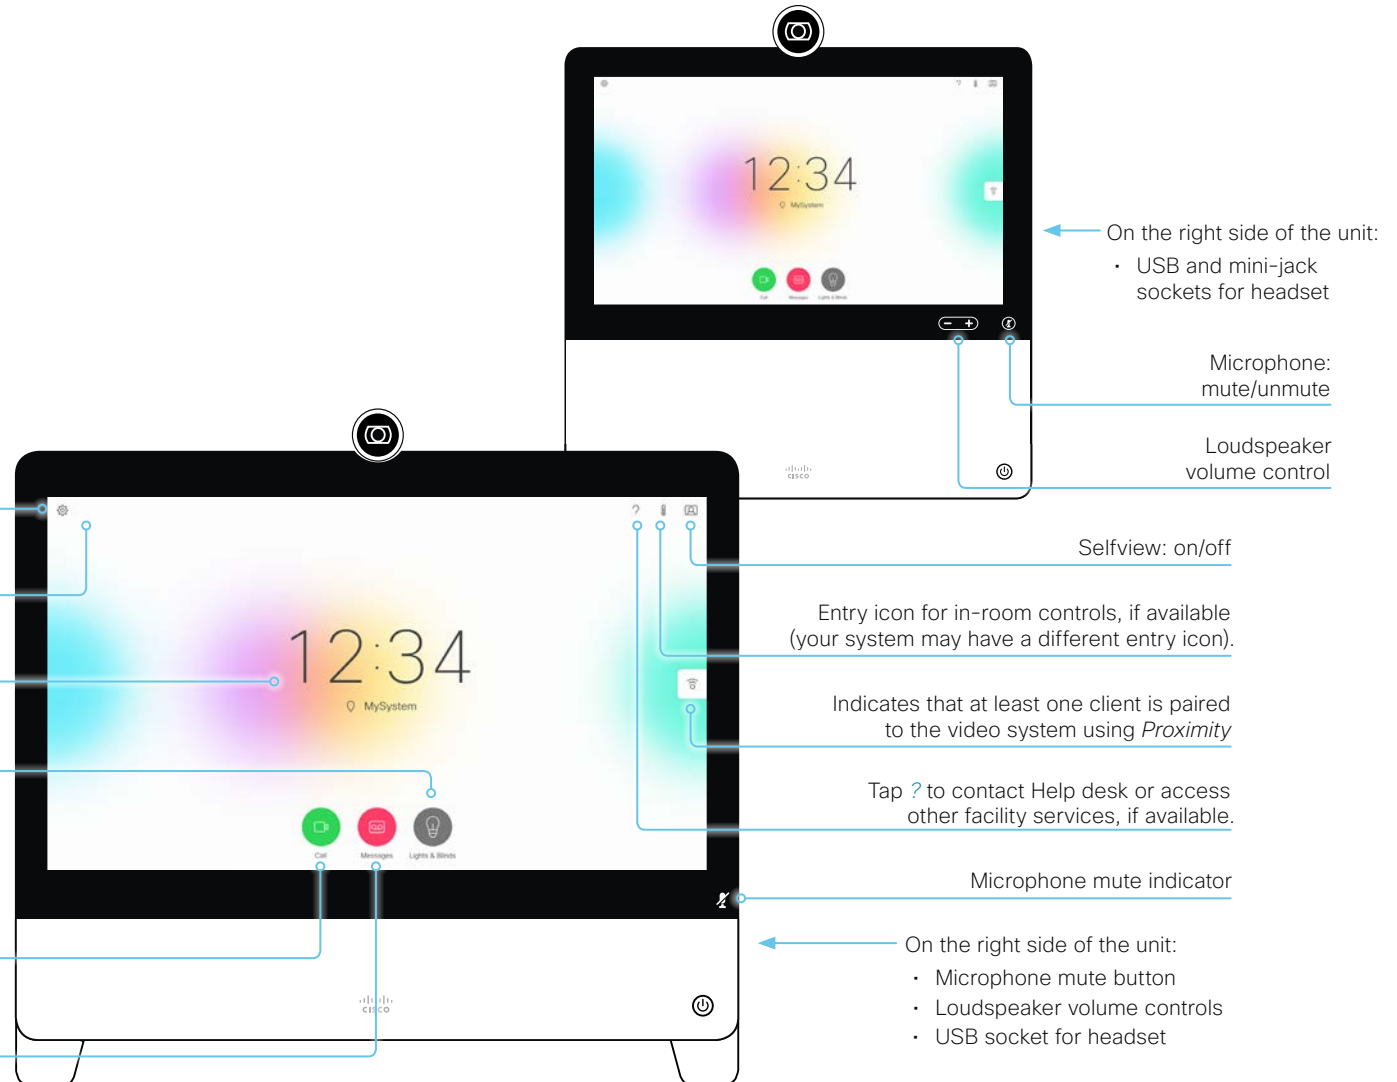 12:34
MySystem
Call
Messages
Lights & Blinds
CISCO
On the right side of the unit:
• USB and mini-jack
sockets for headset
Microphone:
mute/unmute
Loudspeaker
volume control
?
12:34
MySystem
Call
Messages
Lights & Blinds
CISCO
Selfview: on/off
Entry icon for in-room controls, if available
(your system may have a different entry icon).
Indicates that at least one client is paired
to the video system using Proximity
Tap ? to contact Help desk or access
other facility services, if available.
Microphone mute indicator
On the right side of the unit:
• Microphone mute button
• Loudspeaker volume controls
• USB socket for headset